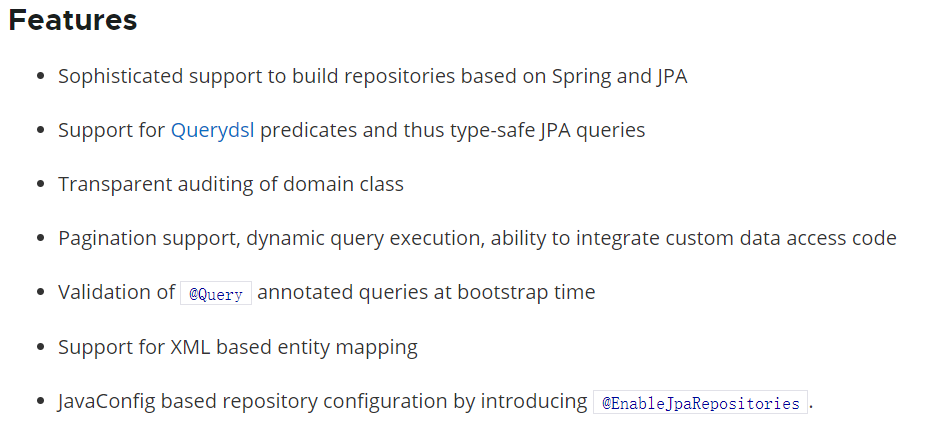 Features
Sophisticated support to build repositories based on Spring and JPA
Support for Querydsl predicates and thus type-safe JPA queries
Transparent auditing of domain class
Pagination support, dynamic query execution, ability to integrate custom data access code
Validation of @Query annotated queries at bootstrap time
Support for XML based entity mapping
JavaConfig based repository configuration by introducing @EnableJpaRepositories.